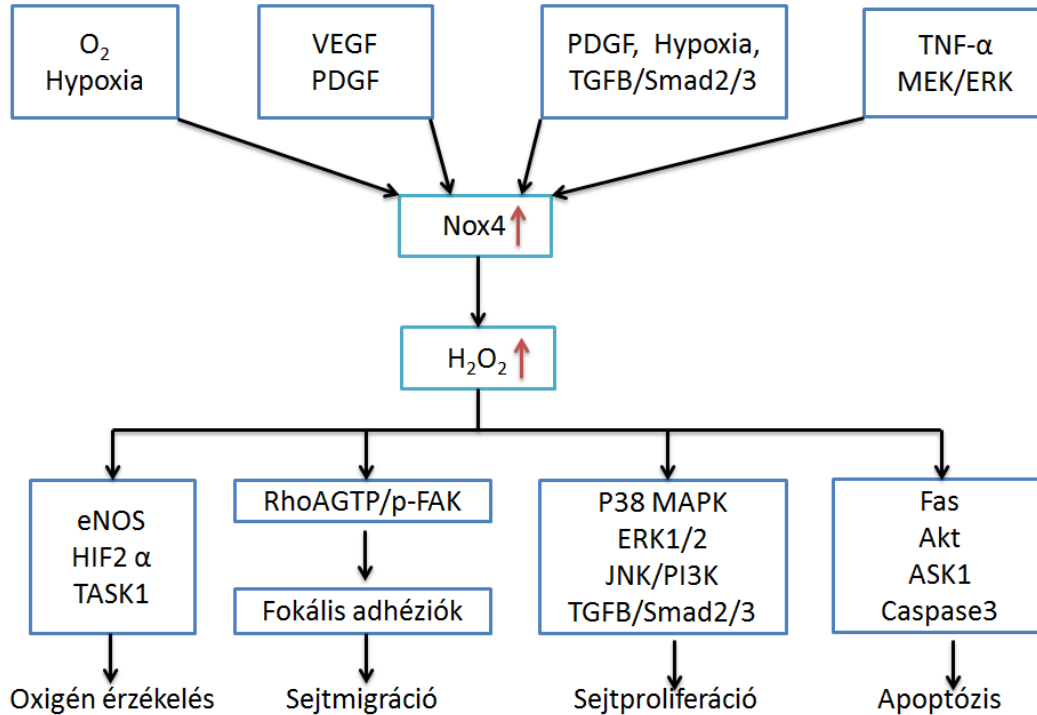 O₂
Hypoxia
VEGF
PDGF
PDGF, Hypoxia,
TGFB/Smad2/3
TNF-α
MEK/ERK
Nox4
H₂O₂
eNOS
HIF2 α
TASK1
RhoAGTP/p-FAK
Fokális adhéziók
P38 MAPK
ERK1/2
JNK/PI3K
TGFB/Smad2/3
Fas
Akt
ASK1
Caspase3
Oxigén érzékelés
Sejtmigráció
Sejtproliferáció
Apoptózis